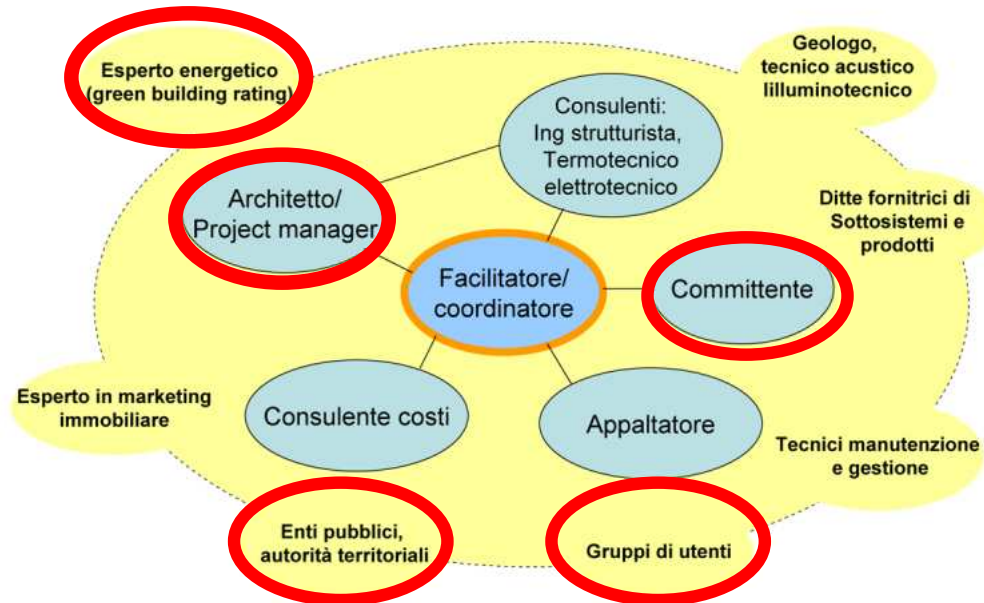 Esperto energetico
(green building rating)
Geologo,
tecnico acustico
lilluminotecnico
Consulenti:
Ing strutturista,
Termotecnico
elettrotecnico
Architetto/
Project manager
Ditte fornitrici di
Sottosistemi e
prodotti
Facilitatore/
coordinatore
Committente
Esperto in marketing
immobiliare
Consulente costi
Appaltatore
Tecnici manutenzione
e gestione
Enti pubblici,
autorità territoriali
Gruppi di utenti